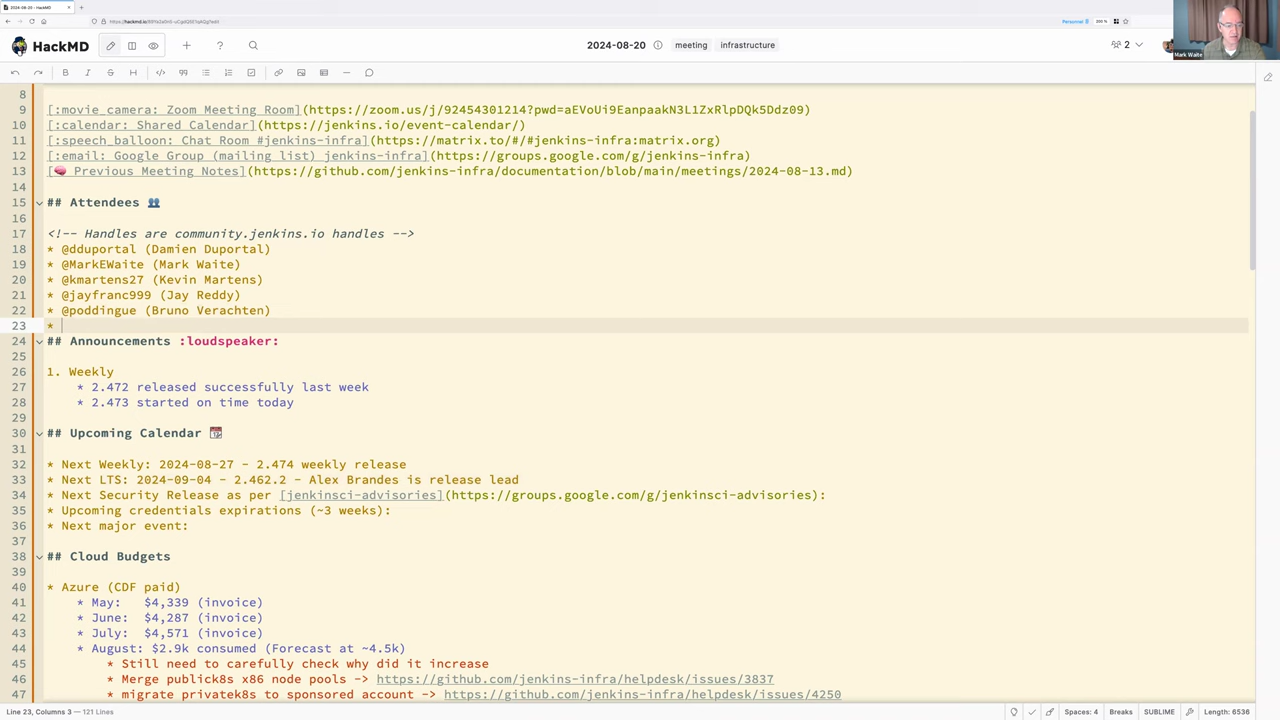 2024-08-20 - HackMD
Personal
300 %
HackMD
2024-08-20
meeting
infrastructure
2
Mark Waite
8
9 [:movie_camera: Zoom Meeting Room](https://zoom.us/j/92454301214?pwd=aEVoUi9EanpaakN3L1ZxRlpDQk5Ddz09)
10 [:calendar: Shared Calendar](https://jenkins.io/event-calendar/)
11 [:speech_balloon: Chat Room #jenkins-infra](https://matrix.to/#/#jenkins-infra:matrix.org)
12 [:email: Google Group (mailing list) jenkins-infra](https://groups.google.com/g/jenkins-infra)
13 [🧠 Previous Meeting Notes](https://github.com/jenkins-infra/documentation/blob/main/meetings/2024-08-13.md)
14
15 ## Attendees 👥
16
17 <!-- Handles are community.jenkins.io handles -->
18 * @dduportal (Damien Duportal)
19 * @MarkEWaite (Mark Waite)
20 * @kmartens27 (Kevin Martens)
21 * @jayfranc999 (Jay Reddy)
22 * @poddingue (Bruno Verachten)
23 *
24 ## Announcements :loudspeaker:
25
26 1. Weekly
27 * 2.472 released successfully last week
28 * 2.473 started on time today
29
30 ## Upcoming Calendar 📆
31
32 * Next Weekly: 2024-08-27 - 2.474 weekly release
33 * Next LTS: 2024-09-04 - 2.462.2 - Alex Brandes is release lead
34 * Next Security Release as per [jenkinsci-advisories](https://groups.google.com/g/jenkinsci-advisories):
35 * Upcoming credentials expirations (~3 weeks):
36 * Next major event:
37
38 ## Cloud Budgets
39
40 * Azure (CDF paid)
41 * May: $4,339 (invoice)
42 * June: $4,287 (invoice)
43 * July: $4,571 (invoice)
44 * August: $2.9k consumed (Forecast at ~4.5k)
45 * Still need to carefully check why did it increase
46 * Merge publick8s x86 node pools -> https://github.com/jenkins-infra/helpdesk/issues/3837
47 * migrate privatek8s to sponsored account -> https://github.com/jenkins-infra/helpdesk/issues/4250
Line 23, Columns 3 — 121 Lines
Spaces: 4
Breaks
SUBLIME
Length: 6536